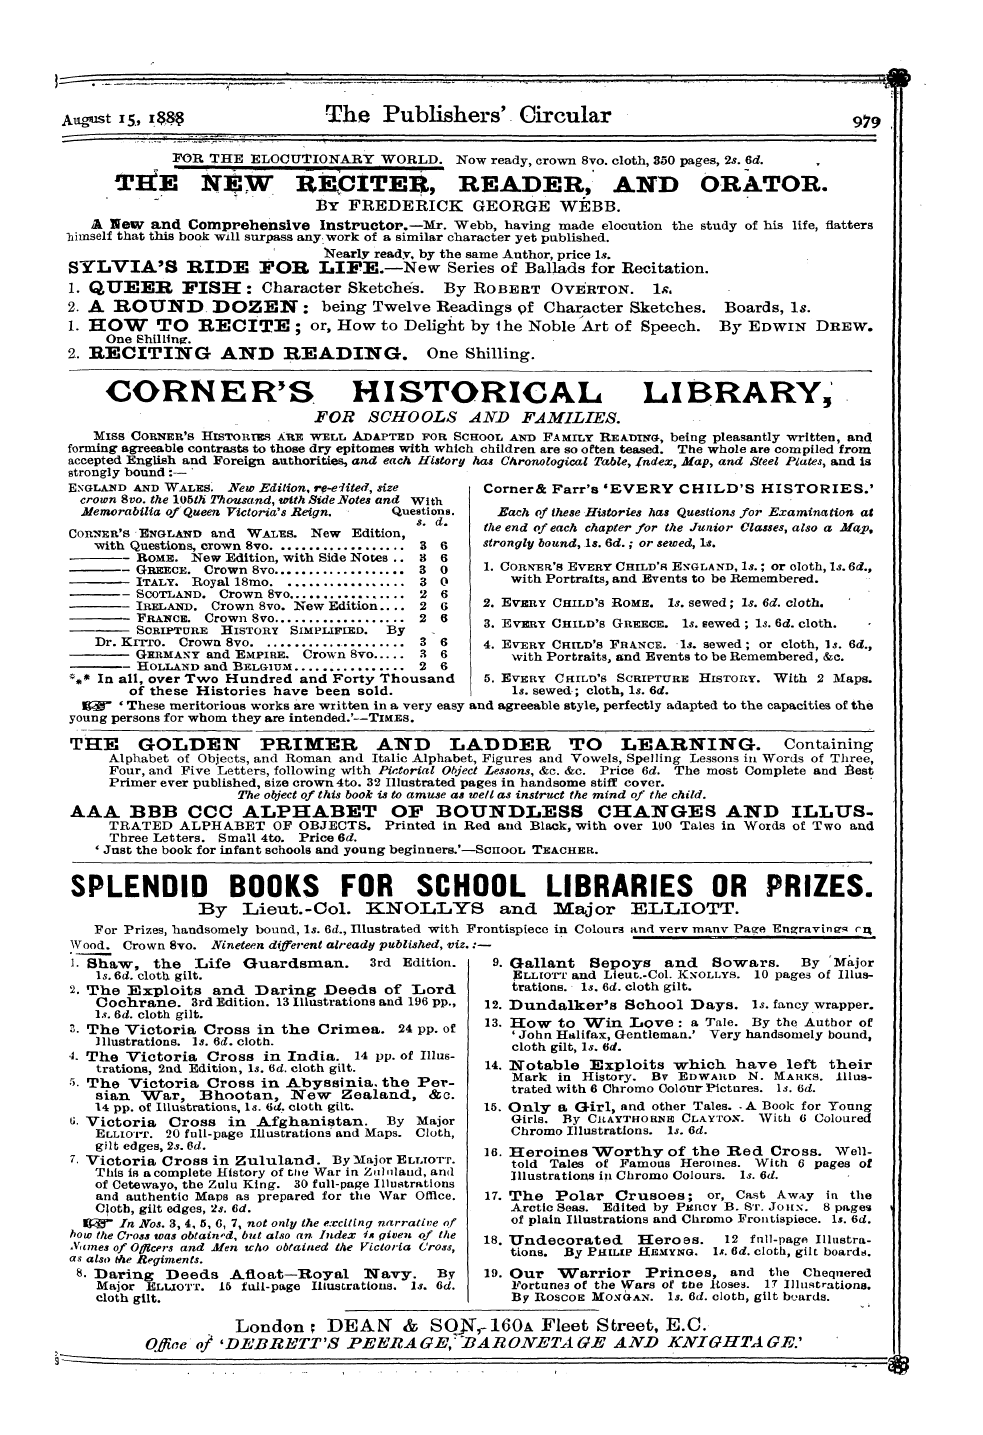 August 15, 1888
The Publishers' Circular
979
FOR THE ELOCUTIONARY WORLD. Now ready, crown 8vo. cloth, 350 pages, 2s. 6d.
THE NEW RECITER, READER, AND ORATOR.
BY FREDERICK GEORGE WEBB.
A New and Comprehensive Instructor.—Mr. Webb, having made elocution the study of his life, flatters
himself that this book will surpass any work of a similar character yet published.
Nearly ready, by the same Author, price 1s.
SYLVIA'S RIDE FOR LIFE.—New Series of Ballads for Recitation.
1. QUEER FISH: Character Sketches. By ROBERT OVERTON. 1s.
2. A ROUND DOZEN: being Twelve Readings of Character Sketches. Boards, 1s.
1. HOW TO RECITE; or, How to Delight by the Noble Art of Speech. By EDWIN DREW.
One Shilling.
2. RECITING AND READING. One Shilling.
CORNER'S HISTORICAL LIBRARY,
FOR SCHOOLS AND FAMILIES.
MISS CORNER'S HISTORIES ARE WELL ADAPTED FOR SCHOOL AND FAMILY READING, being pleasantly written, and
forming agreeable contrasts to those dry epitomes with which children are so often teased. The whole are compiled from
accepted English and Foreign authorities, and each History has Chronological Table, Index, Map, and Steel Plates, and is
strongly bound:—
ENGLAND AND WALES. New Edition, re-edited, size
crown 8vo. the 105th Thousand, with Side Notes and With
Memorabilia of Queen Victoria's Reign. Questions.
s. d.
CORNER'S ENGLAND and WALES. New Edition,
with Questions, crown 8vo. .................. 3 6
——— ROME. New Edition, with Side Notes .. 3 6
——— GREECE. Crown 8vo.................. 3 0
——— ITALY. Royal 18mo. ................ 3 0
——— SCOTLAND. Crown 8vo............... 2 6
——— IRELAND. Crown 8vo. New Edition.... 2 6
——— FRANCE. Crown 8vo................. 2 6
——— SCRIPTURE HISTORY SIMPLIFIED. By
Dr. KITTO. Crown 8vo. .................. 3 6
——— GERMANY and EMPIRE. Crown 8vo..... 3 6
——— HOLLAND and BELGIUM............... 2 6
*** In all, over Two Hundred and Forty Thousand
of these Histories have been sold.
Corner & Farr's 'EVERY CHILD'S HISTORIES.'
Each of these Histories has Questions for Examination at
the end of each chapter for the Junior Classes, also a Map,
strongly bound, 1s. 6d.; or sewed, 1s.
1. CORNER'S EVERY CHILD'S ENGLAND, 1s.; or cloth, 1s. 6d.,
with Portraits, and Events to be Remembered.
2. EVERY CHILD'S ROME. 1s. sewed; 1s. 6d. cloth.
3. EVERY CHILD'S GREECE. 1s. sewed; 1s. 6d. cloth.
4. EVERY CHILD'S FRANCE. 1s. sewed; or cloth, 1s. 6d.,
with Portraits, and Events to be Remembered, &c.
5. EVERY CHILD'S SCRIPTURE HISTORY. With 2 Maps.
1s. sewed; cloth, 1s. 6d.
☞ 'These meritorious works are written in a very easy and agreeable style, perfectly adapted to the capacities of the
young persons for whom they are intended.'—TIMES.
THE GOLDEN PRIMER AND LADDER TO LEARNING. Containing
Alphabet of Objects, and Roman and Italic Alphabet, Figures and Vowels, Spelling Lessons in Words of Three,
Four, and Five Letters, following with Pictorial Object Lessons, &c. &c. Price 6d. The most Complete and Best
Primer ever published, size crown 4to. 32 Illustrated pages in handsome stiff cover.
The object of this book is to amuse as well as instruct the mind of the child.
AAA BBB CCC ALPHABET OF BOUNDLESS CHANGES AND ILLUS-
TRATED ALPHABET OF OBJECTS. Printed in Red and Black, with over 100 Tales in Words of Two and
Three Letters. Small 4to. Price 6d.
'Just the book for infant schools and young beginners.'—SCHOOL TEACHER.
SPLENDID BOOKS FOR SCHOOL LIBRARIES OR PRIZES.
By Lieut.-Col. KNOLLYS and Major ELLIOTT.
For Prizes, handsomely bound, 1s. 6d., Illustrated with Frontispiece in Colours and very many Page Engravings on
Wood. Crown 8vo. Nineteen different already published, viz.:—
1. Shaw, the Life Guardsman. 3rd Edition.
1s. 6d. cloth gilt.
2. The Exploits and Daring Deeds of Lord
Cochrane. 3rd Edition. 13 Illustrations and 196 pp.,
1s. 6d. cloth gilt.
3. The Victoria Cross in the Crimea. 24 pp. of
Illustrations. 1s. 6d. cloth.
4. The Victoria Cross in India. 14 pp. of Illus-
trations, 2nd Edition, 1s. 6d. cloth gilt.
5. The Victoria Cross in Abyssinia, the Per-
sian War, Bhootan, New Zealand, &c.
14 pp. of Illustrations, 1s. 6d. cloth gilt.
6. Victoria Cross in Afghanistan. By Major
ELLIOTT. 20 full-page Illustrations and Maps. Cloth,
gilt edges, 2s. 6d.
7. Victoria Cross in Zululand. By Major ELLIOTT.
This is a complete History of the War in Zululand, and
of Cetewayo, the Zulu King. 30 full-page Illustrations
and authentic Maps as prepared for the War Office.
Cloth, gilt edges, 2s. 6d.
☞ In Nos. 3, 4, 5, 6, 7, not only the exciting narrative of
how the Cross was obtained, but also an Index is given of the
Names of Officers and Men who obtained the Victoria Cross,
as also the Regiments.
8. Daring Deeds Afloat—Royal Navy. By
Major ELLIOTT. 15 full-page Illustrations. 1s. 6d.
cloth gilt.
9. Gallant Sepoys and Sowars. By Major
ELLIOTT and Lieut.-Col. KNOLLYS. 10 pages of Illus-
trations. 1s. 6d. cloth gilt.
12. Dundalker's School Days. 1s. fancy wrapper.
13. How to Win Love: a Tale. By the Author of
'John Halifax, Gentleman.' Very handsomely bound,
cloth gilt, 1s. 6d.
14. Notable Exploits which have left their
Mark in History. By EDWARD N. MARKS. Illus-
trated with 6 Chromo Colour Pictures. 1s. 6d.
15. Only a Girl, and other Tales. A Book for Young
Girls. By CRAYTHORNE CLAYTON. With 6 Coloured
Chromo Illustrations. 1s. 6d.
16. Heroines Worthy of the Red Cross. Well-
told Tales of Famous Heroines. With 6 pages of
Illustrations in Chromo Colours. 1s. 6d.
17. The Polar Crusoes; or, Cast Away in the
Arctic Seas. Edited by PERCY B. ST. JOHN. 8 pages
of plain Illustrations and Chromo Frontispiece. 1s. 6d.
18. Undecorated Heroes. 12 full-page Illustra-
tions. By PHILIP HEMYNG. 1s. 6d. cloth, gilt boards.
19. Our Warrior Princes, and the Chequered
Fortunes of the Wars of the Roses. 17 Illustrations.
By ROSCOE MONGAN. 1s. 6d. cloth, gilt boards.
London: DEAN & SON, 160A Fleet Street, E.C.
Office of 'DEBRETT'S PEERAGE, BARONETAGE AND KNIGHTAGE.'